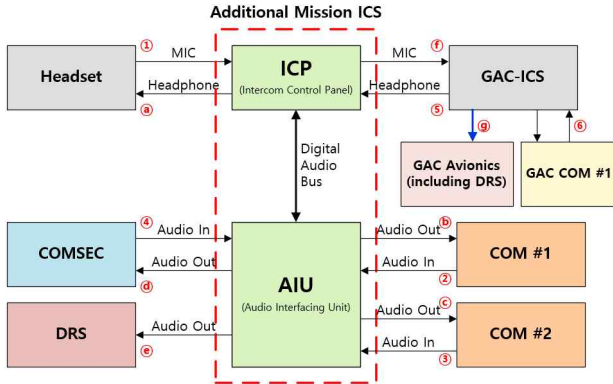 Additional Mission ICS
①
MIC
ⓕ
MIC
Headset
ICP
(Intercom Control Panel)
GAC-ICS
Headphone
ⓐ
Headphone
⑤
ⓖ
⑥
Digital
Audio
Bus
GAC Avionics
(including DRS)
GAC COM #1
④
Audio In
Audio Out
ⓑ
COMSEC
COM #1
Audio Out
ⓓ
Audio In
②
AIU
(Audio Interfacing Unit)
Audio Out
ⓒ
DRS
Audio Out
ⓔ
COM #2
Audio In
③